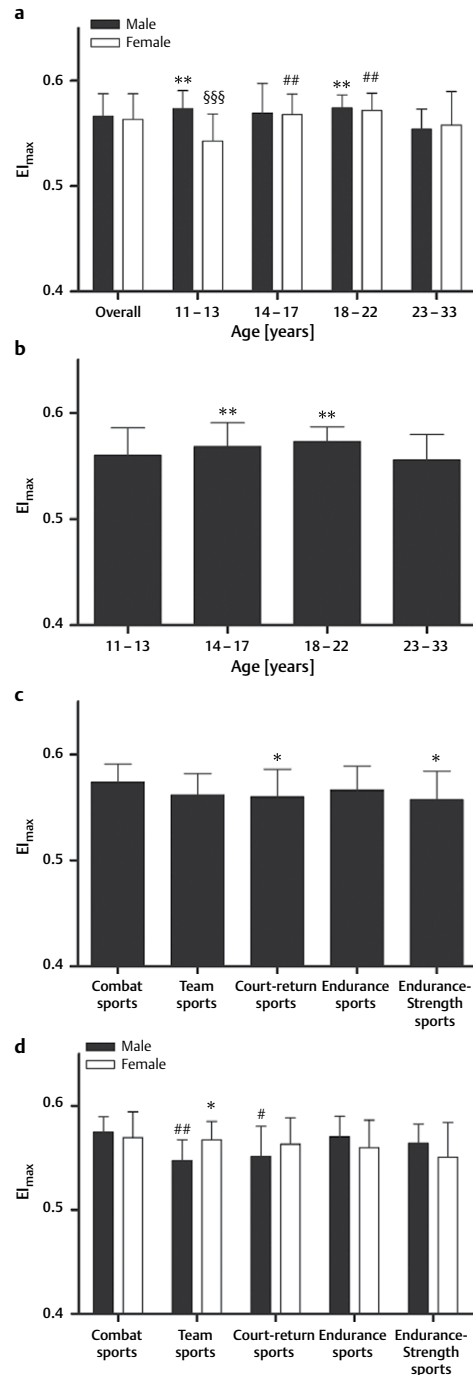 a
Male
Female
0.6
0.5
0.4
EImax
**
§§§
##
**
##
Overall
11 – 13
14 – 17
18 – 22
23 – 33
Age [years]
b
0.6
0.5
0.4
EImax
**
**
11 – 13
14 – 17
18 – 22
23 – 33
Age [years]
c
0.6
0.5
0.4
EImax
*
*
Combat
sports
Team
sports
Court-return
sports
Endurance
sports
Endurance-
Strength
sports
d
Male
Female
0.6
0.5
0.4
EImax
##
*
#
Combat
sports
Team
sports
Court-return
sports
Endurance
sports
Endurance-
Strength
sports